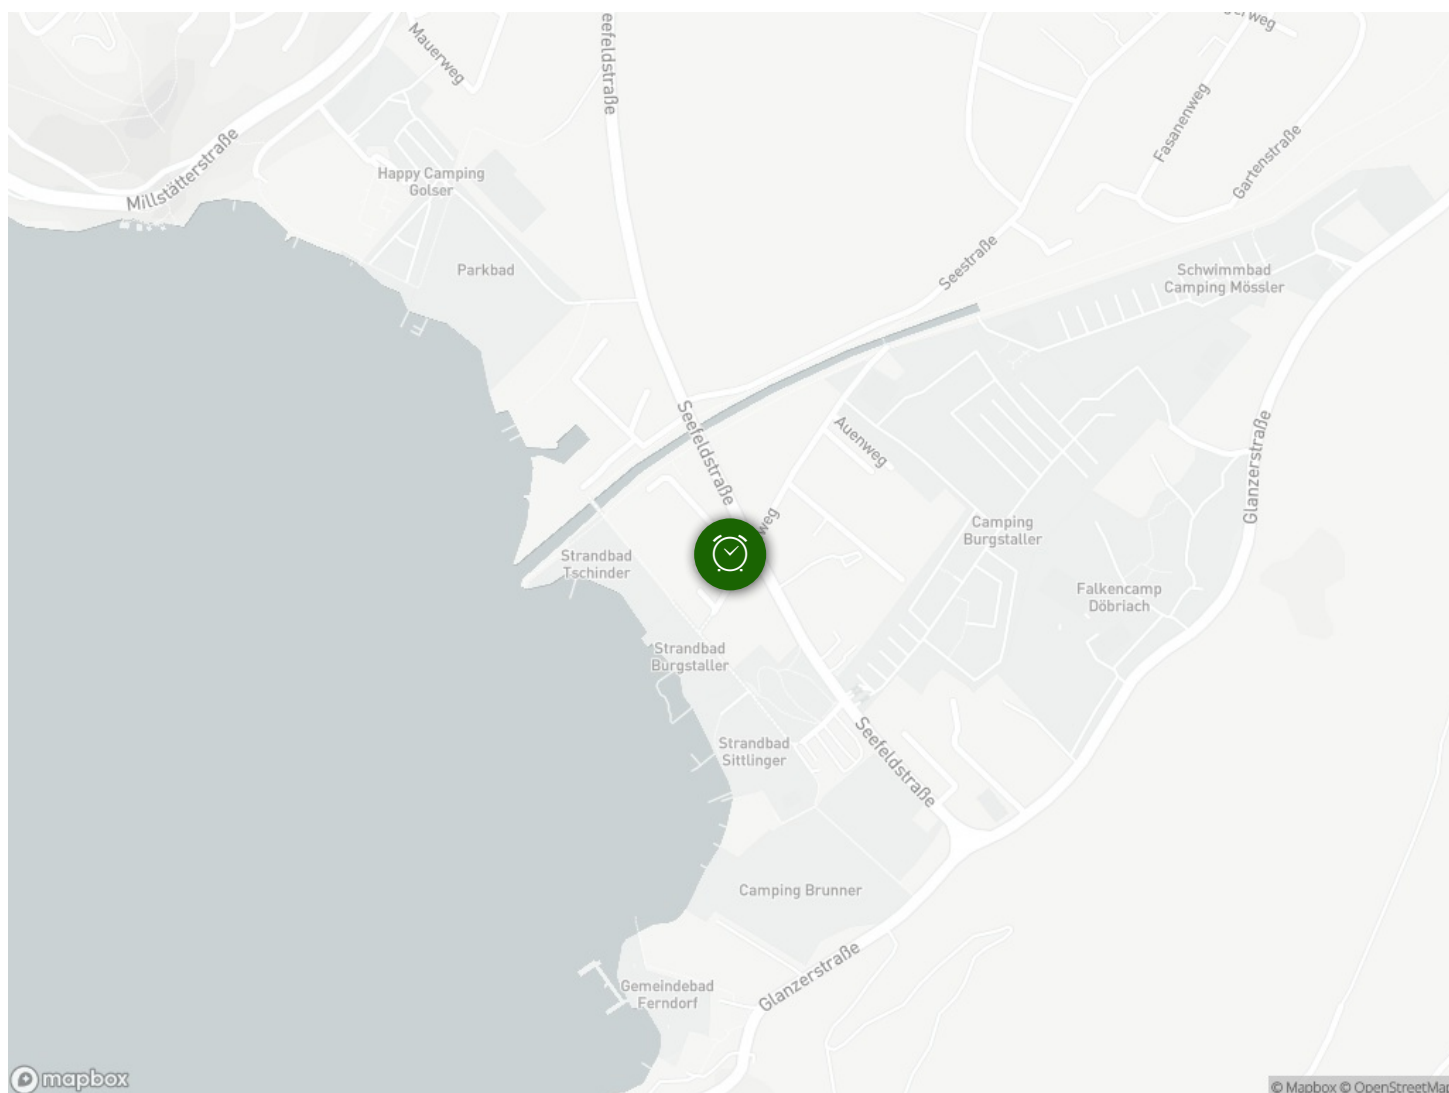 Mauerweg
Seefeldstraße
Fasanenweg
Gartenstraße
Millstätterstraße
Happy Camping
Golser
Parkbad
Seestraße
Schwimmbad
Camping Mössler
Seefeldstraße
Auenweg
Glanzerstraße
Camping
Burgstaller
Strandbad
Tschinder
Falkencamp
Döbriach
Strandbad
Burgstaller
Strandbad
Sittlinger
Seefeldstraße
Camping Brunner
Glanzerstraße
Gemeindebad
Ferndorf
mapbox
© Mapbox © OpenStreetMap